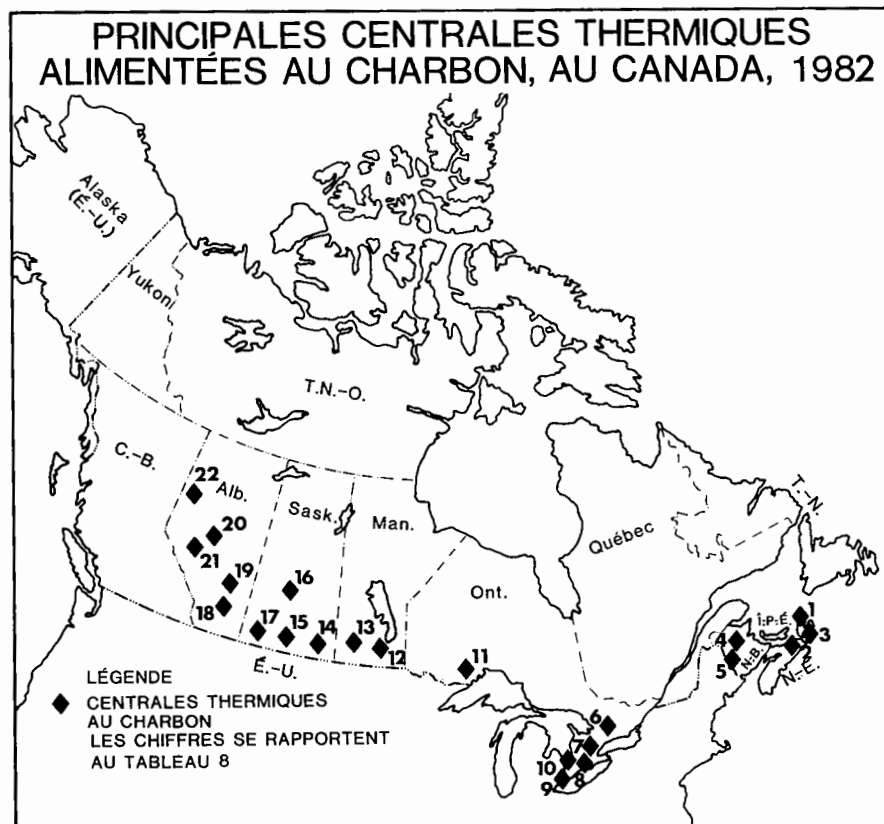 PRINCIPALES CENTRALES THERMIQUES
ALIMENTÉES AU CHARBON, AU CANADA, 1982
Alaska
(É.-U.)
Yukon
T.N.-O.
C.-B.
22
Alb.
20
21
19
18
Sask.
16
17
15
14
Man.
13
12
Ont.
11
É.-U.
Québec
T.-N.
Î.-P.-É.
1
3
4
5
N.-B.
N.-É.
6
7
10
8
9
LÉGENDE
CENTRALES THERMIQUES
AU CHARBON
LES CHIFFRES SE RAPPORTENT
AU TABLEAU 8